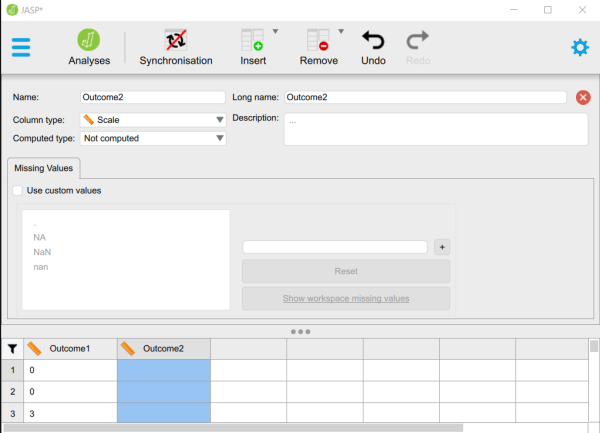 JASP*
Analyses
Synchronisation
Insert
Remove
Undo
Redo
Name: Outcome2 Long name: Outcome2
Column type: Scale Description: ...
Computed type: Not computed
Missing Values
Use custom values
.
NA
NaN
nan
+
Reset
Show workspace missing values
Outcome1 Outcome2
1 0
2 0
3 3